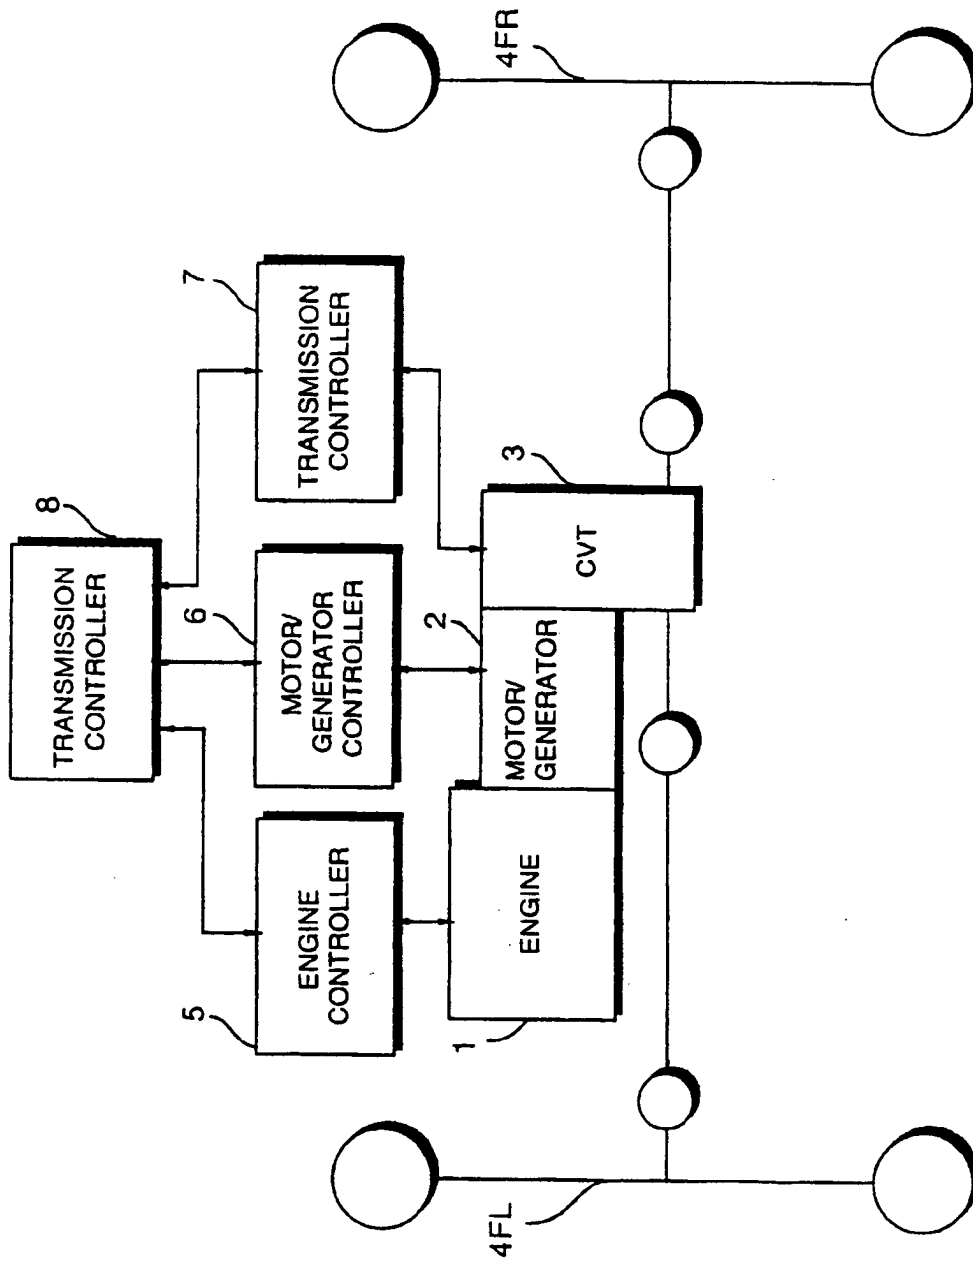 8
TRANSMISSION
CONTROLLER
5
ENGINE
CONTROLLER
6
MOTOR/
GENERATOR
CONTROLLER
7
TRANSMISSION
CONTROLLER
1
ENGINE
2
MOTOR/
GENERATOR
3
CVT
4FL
4FR